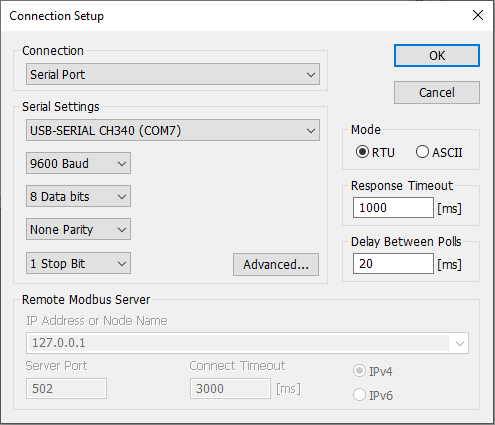 Connection Setup
Connection
OK
Serial Port
Cancel
Serial Settings
USB-SERIAL CH340 (COM7)
Mode
RTU ASCII
9600 Baud
8 Data bits
Response Timeout
1000 [ms]
None Parity
Delay Between Polls
1 Stop Bit
Advanced...
20 [ms]
Remote Modbus Server
IP Address or Node Name
127.0.0.1
Server Port Connect Timeout
IPv4
502 3000 [ms]
IPv6